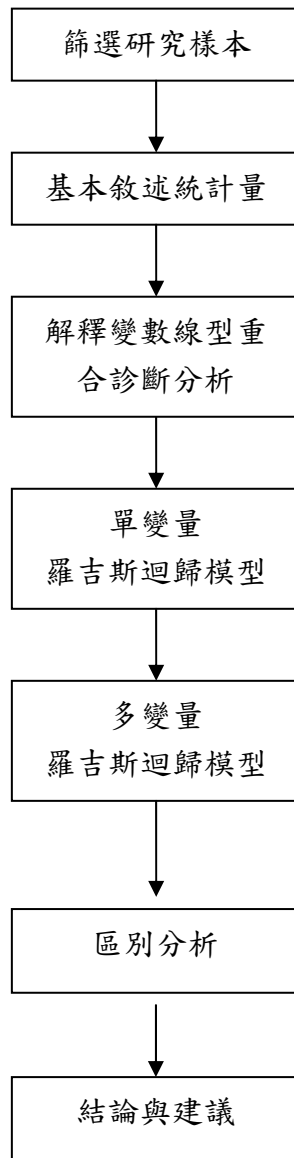 篩選研究樣本
基本敘述統計量
解釋變數線型重
合診斷分析
單變量
羅吉斯迴歸模型
多變量
羅吉斯迴歸模型
區別分析
結論與建議